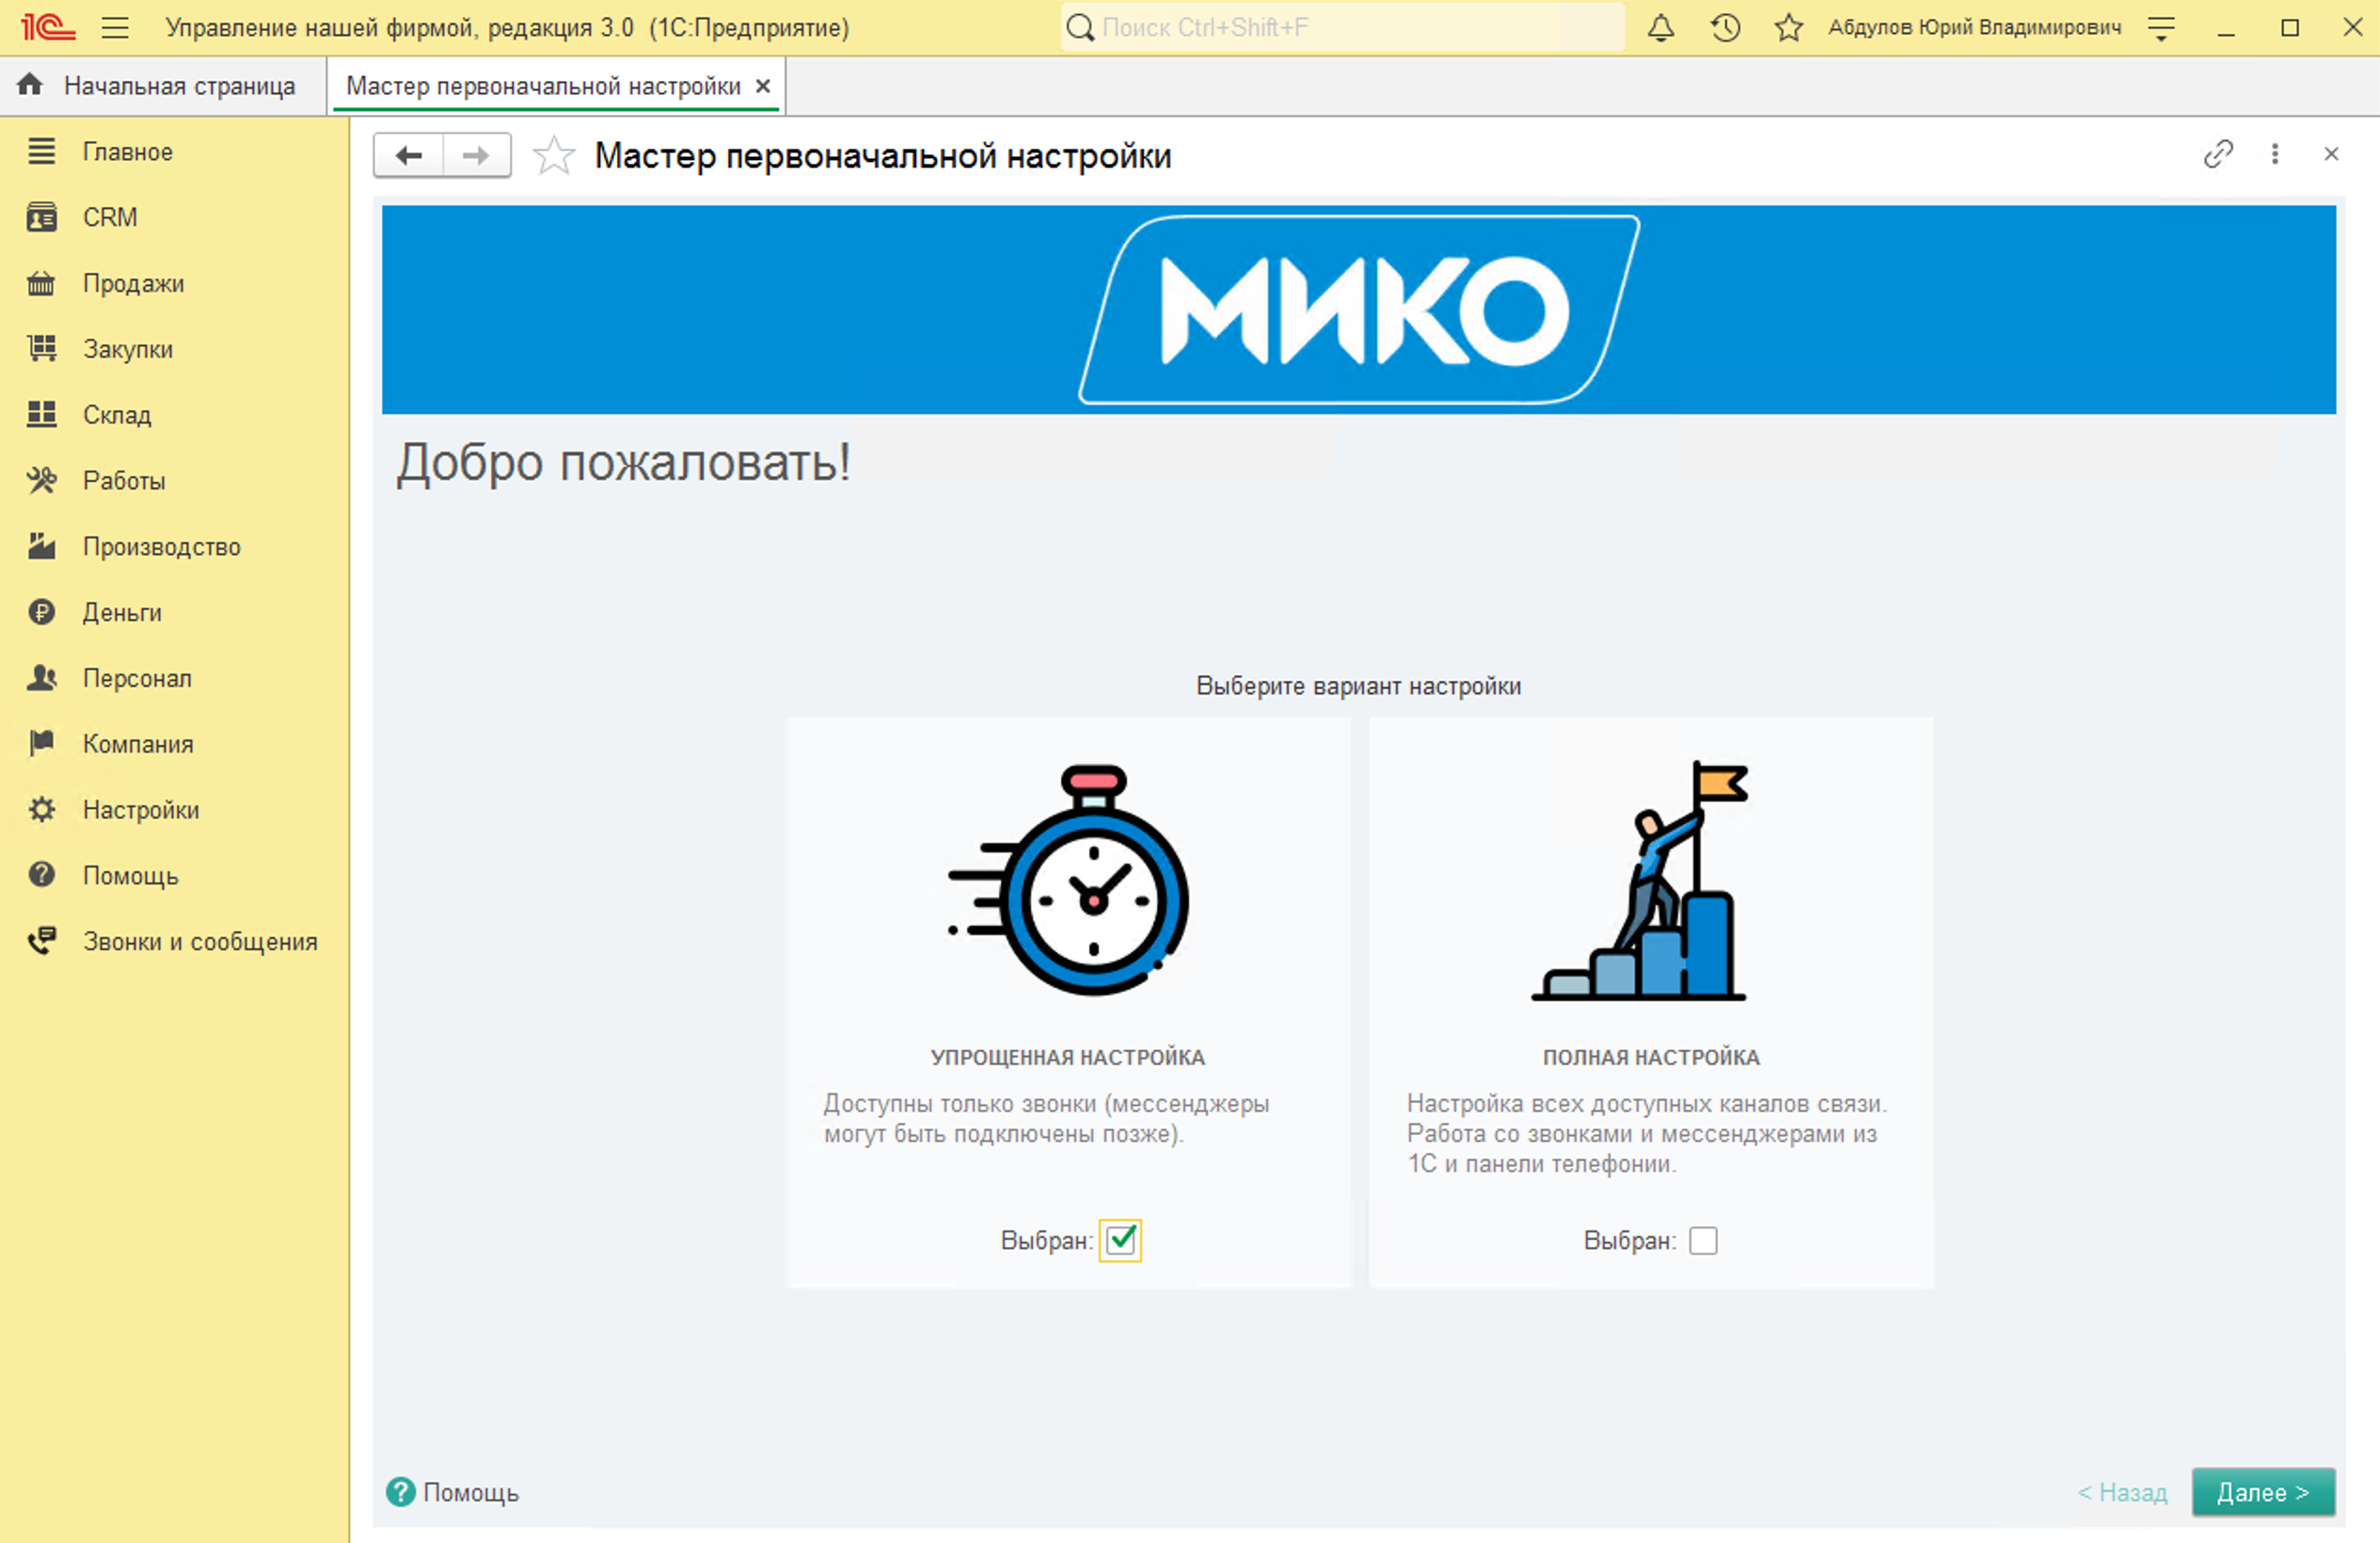 1С Управление нашей фирмой, редакция 3.0 (1С:Предприятие) Поиск Ctrl+Shift+F Абдулов Юрий Владимирович
Начальная страница Мастер первоначальной настройки
Главное
CRM
Продажи
Закупки
Склад
Работы
Производство
Деньги
Персонал
Компания
Настройки
Помощь
Звонки и сообщения
Мастер первоначальной настройки
МИКО
Добро пожаловать!
Выберите вариант настройки
УПРОЩЕННАЯ НАСТРОЙКА
Доступны только звонки (мессенджеры
могут быть подключены позже).
Выбран:
ПОЛНАЯ НАСТРОЙКА
Настройка всех доступных каналов связи.
Работа со звонками и мессенджерами из
1С и панели телефонии.
Выбран:
Помощь
< Назад Далее >